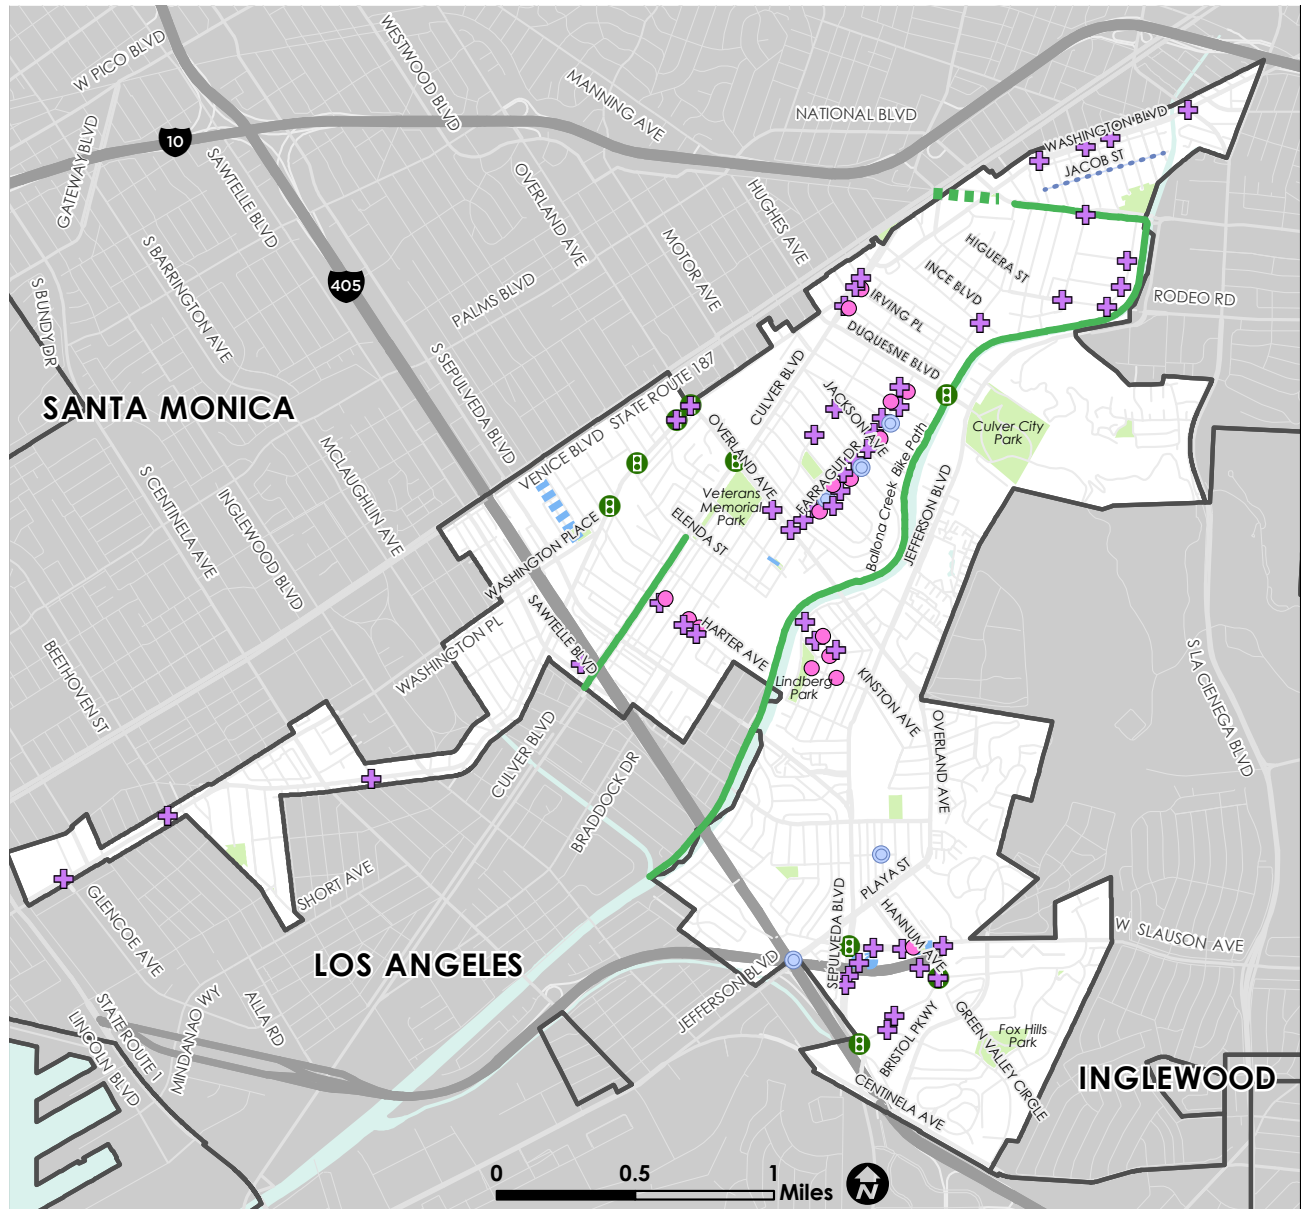 W PICO BLVD
WESTWOOD BLVD
MANNING AVE
NATIONAL BLVD
10
GATEWAY BLVD
SAWTELLE BLVD
OVERLAND AVE
HUGHES AVE
WASHINGTON BLVD
JACOB ST
S BARRINGTON AVE
MOTOR AVE
HIGUERA ST
INCE BLVD
405
S BUNDY DR
PALMS BLVD
IRVING PL
RODEO RD
DUQUESNE BLVD
S SEPULVEDA BLVD
STATE ROUTE 187
CULVER BLVD
SANTA MONICA
JACKSON AVE
Culver City
Park
VENICE BLVD
OVERLAND AVE
MCLAUGHLIN AVE
S CENTINELA AVE
INGLEWOOD BLVD
FARRAGUT DR
Ballona Creek Bike Path
JEFFERSON BLVD
Veterans
Memorial
Park
ELENDA ST
WASHINGTON PLACE
SAWTELLE BLVD
HARTER AVE
WASHINGTON PL
BEETHOVEN ST
Lindberg
Park
KINSTON AVE
S LA CIENEGA BLVD
OVERLAND AVE
CULVER BLVD
BRADDOCK DR
SHORT AVE
PLAYA ST
GLENCOE AVE
SEPULVEDA BLVD
HANNUM AVE
W SLAUSON AVE
LOS ANGELES
JEFFERSON BLVD
STATE ROUTE 1
LINCOLN BLVD
MINDANAO WY
ALLA RD
BRISTOL PKWY
GREEN VALLEY CIRCLE
Fox Hills
Park
CENTINELA AVE
INGLEWOOD
0 0.5 1
Miles
N